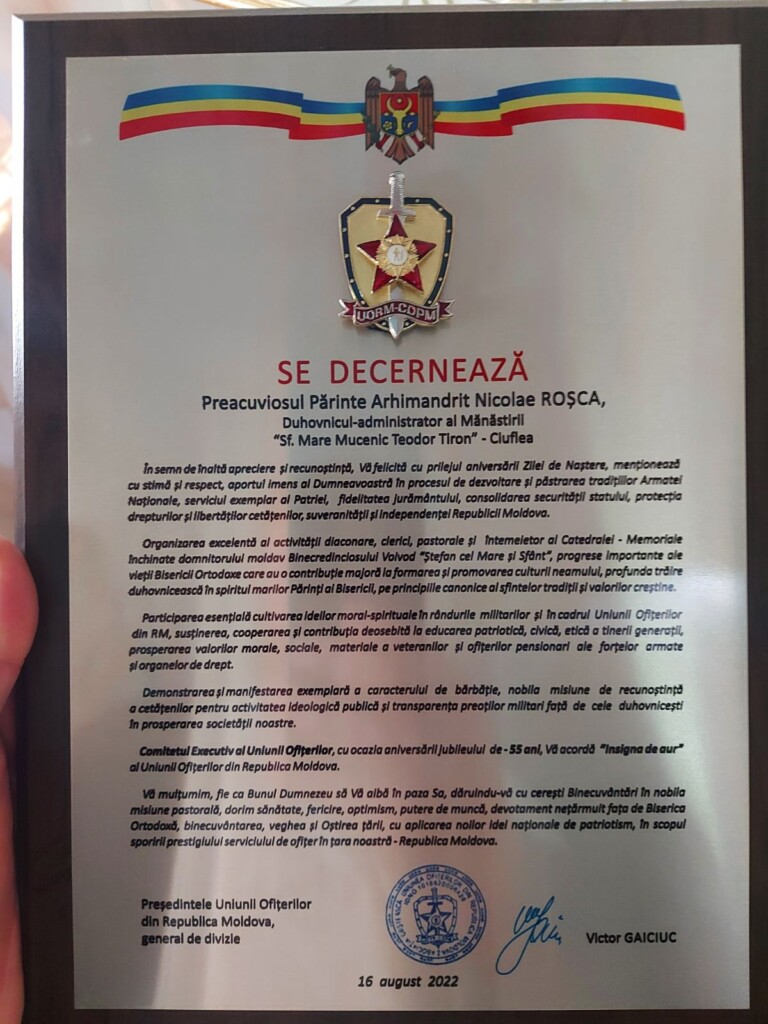 UORM-COPM
SE DECERNEAZĂ
Preacuviosul Părinte Arhimandrit Nicolae ROȘCA,
Duhovnicul-administrator al Mănăstirii
"Sf. Mare Mucenic Teodor Tiron" - Ciuflea
În semn de înaltă apreciere și recunoștință, Vă felicită cu prilejul aniversării Zilei de Naștere, menționează
cu stimă și respect, aportul imens al Dumneavoastră în procesul de dezvoltare și păstrarea tradițiilor Armatei
Naționale, serviciul exemplar al Patriei, fidelitatea jurământului, consolidarea securității statului, protecția
drepturilor și libertăților cetățenilor, suveranității și Independenței Republicii Moldova.
Organizarea excelentă al activității diaconare, clerici, pastorale și întemeietor al Catedralei - Memoriale
închinate domnitorului moldav Binecredinciosului Voivod "Ștefan cel Mare și Sfânt", progrese importante ale
vieții Bisericii Ortodoxe care au o contribuție majoră la formarea și promovarea culturii neamului, profunda trăire
duhovnicească în spiritul marilor Părinți ai Bisericii, pe principiile canonice al sfintelor tradiții și valorilor creștine.
Participarea esențială cultivarea ideilor moral-spirituale în rândurile militarilor și în cadrul Uniunii Ofițerilor
din RM, susținerea, cooperarea și contribuția deosebită la educarea patriotică, civică, etică a tinerii generații,
prosperarea valorilor morale, sociale, materiale a veteranilor și ofițerilor pensionari ale forțelor armate
și organelor de drept.
Demonstrarea și manifestarea exemplară a caracterului de bărbăție, nobila misiune de recunoștință
a cetățenilor pentru activitatea ideologică publică și transparența preoților militari față de cele duhovnicești
în prosperarea societății noastre.
Comitetul Executiv al Uniunii Ofițerilor, cu ocazia aniversării jubileului de - 55 ani, Vă acordă "Insigna de aur"
al Uniunii Ofițerilor din Republica Moldova.
Vă mulțumim, fie ca Bunul Dumnezeu să Vă aibă în paza Sa, dăruindu-vă cu cerești Binecuvântări în nobila
misiune pastorală, dorim sănătate, fericire, optimism, putere de muncă, devotament nețărmuit fața de Biserica
Ortodoxă, binecuvântarea, veghea și Oștirea țării, cu aplicarea noilor idei naționale de patriotism, în scopul
sporirii prestigiului serviciului de ofițer în țara noastră - Republica Moldova.
Președintele Uniunii Ofițerilor
din Republica Moldova,
general de divizie
Victor GAICIUC
16 august 2022